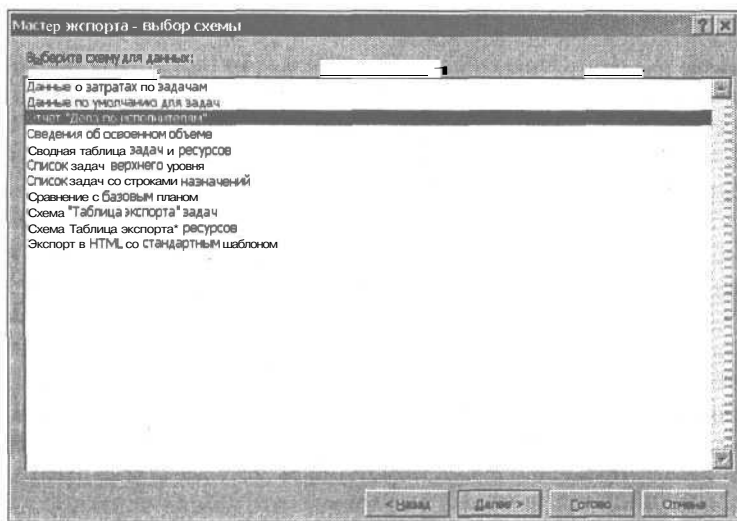 Мастер экспорта - выбор схемы
Выберите схему для данных:
Данные о затратах по задачам
Данные по умолчанию для задач
Отчет "Дела по исполнителям"
Сведения об освоенном объеме
Сводная таблица задач и ресурсов
Список задач верхнего уровня
Список задач со строками назначений
Сравнение с базовым планом
Схема "Таблица экспорта" задач
Схема Таблица экспорта* ресурсов
Экспорт в HTML со стандартным шаблоном
< Назад
Далее >
Готово
Отмена